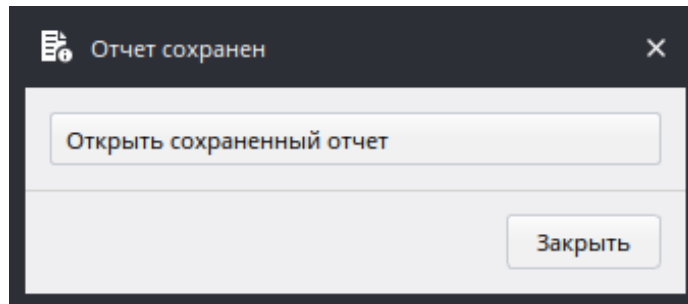 Отчет сохранен
Открыть сохраненный отчет
Закрыть